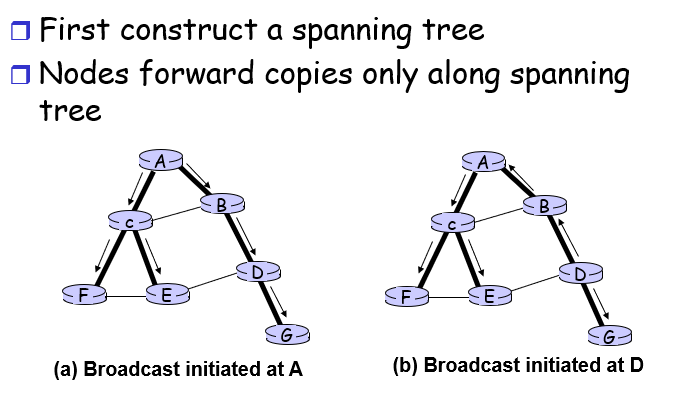 First construct a spanning tree
Nodes forward copies only along spanning
tree
A
B
c
D
F
E
G
(a) Broadcast initiated at A
A
B
c
D
F
E
G
(b) Broadcast initiated at D